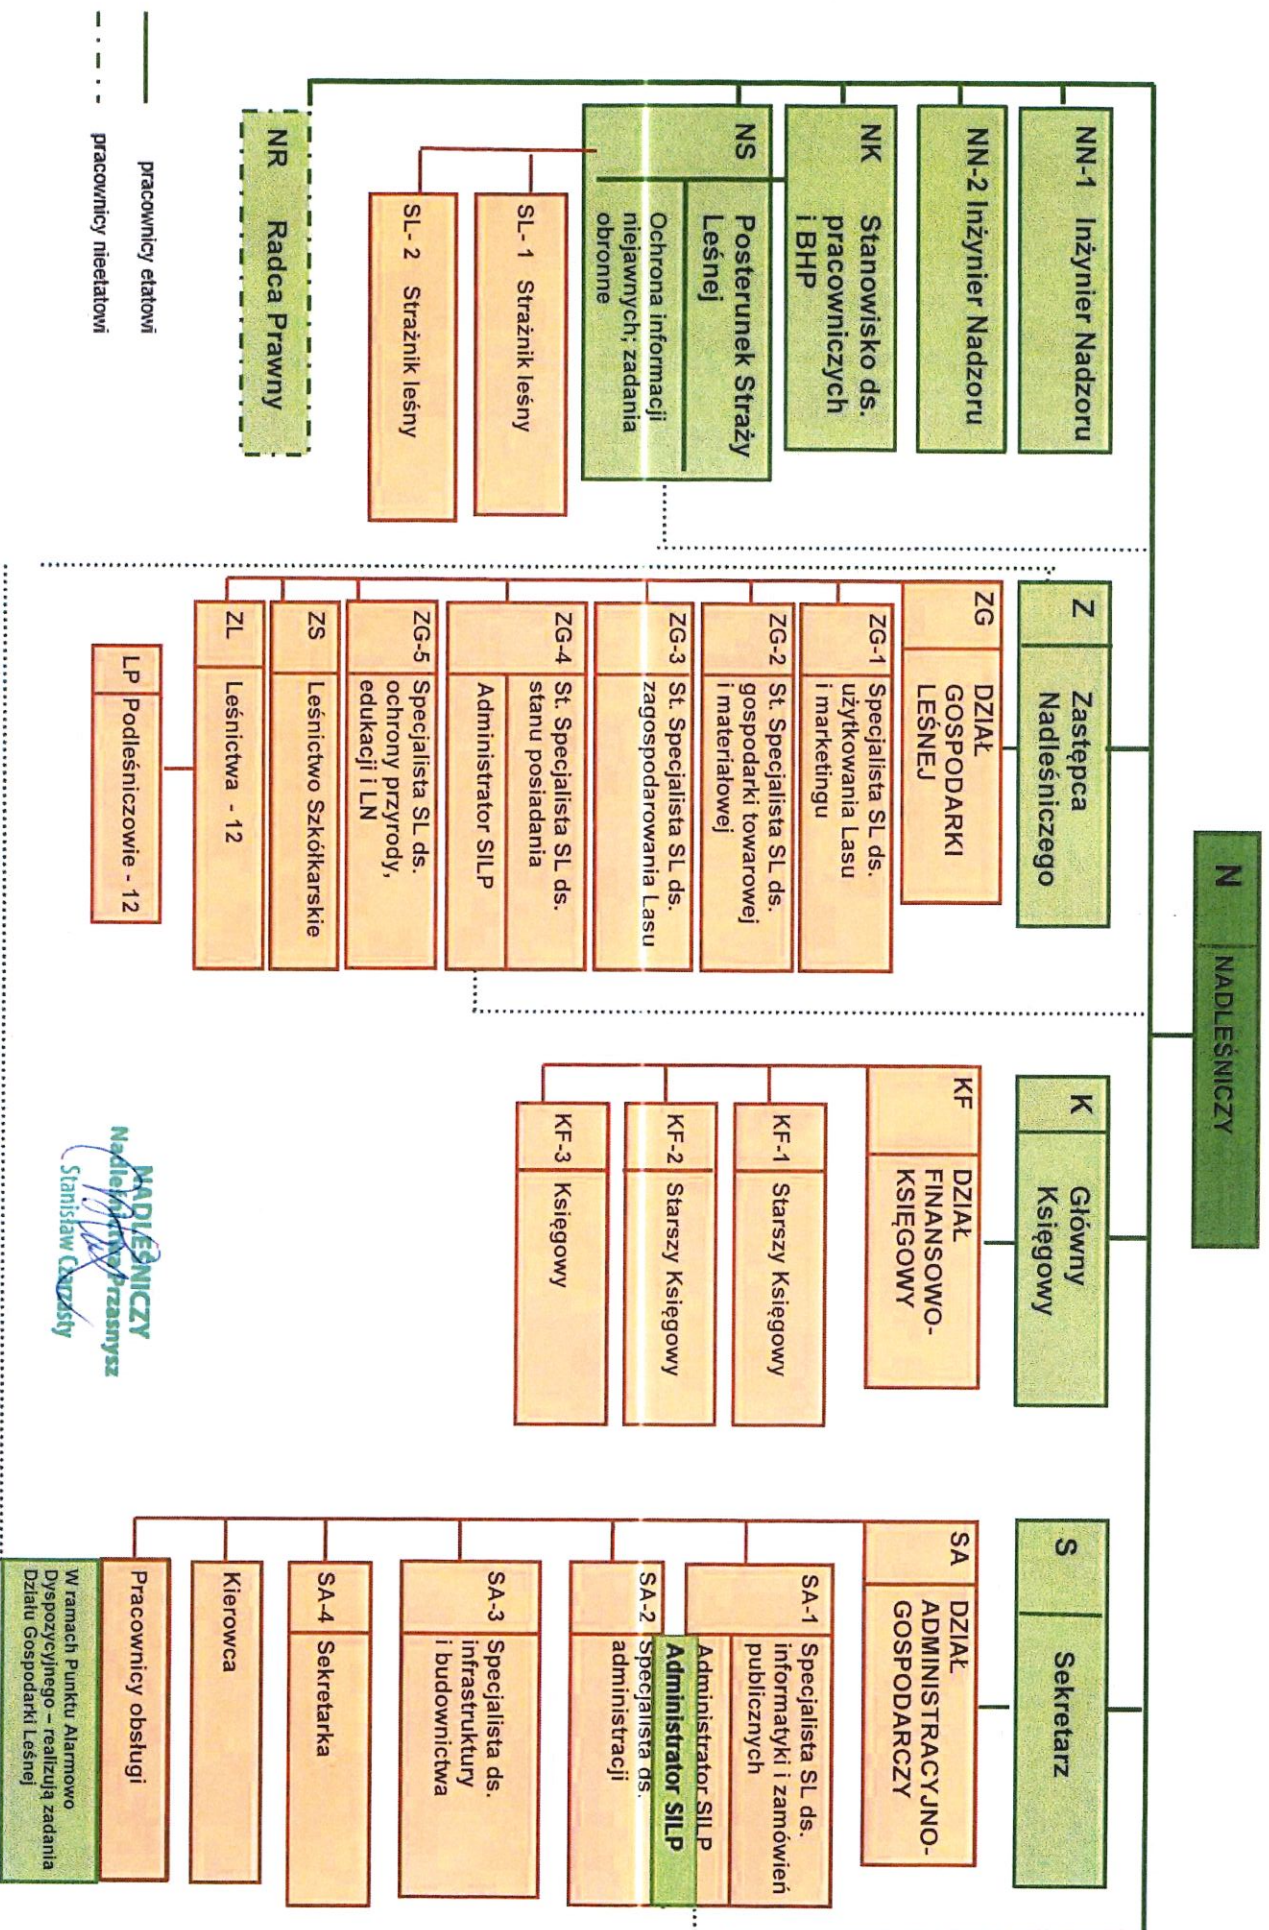 N NADLEŚNICZY
NN-1 Inżynier Nadzoru
NN-2 Inżynier Nadzoru
NK Stanowisko ds.
pracowniczych
i BHP
NS Posterunek Straży
Leśnej
Ochrona informacji
niejawnych; zadania
obronne
SL- 1 Strażnik leśny
SL- 2 Strażnik leśny
NR Radca Prawny
Z Zastępca
Nadleśniczego
ZG DZIAŁ
GOSPODARKI
LEŚNEJ
ZG-1 Specjalista SL ds.
użytkowania Lasu
i marketingu
ZG-2 St. Specjalista SL ds.
gospodarki towarowej
i materiałowej
ZG-3 St. Specjalista SL ds.
zagospodarowania Lasu
ZG-4 St. Specjalista SL ds.
stanu posiadania
Administrator SILP
ZG-5 Specjalista SL ds.
ochrony przyrody,
edukacji i LN
ZS Leśnictwo Szkółkarskie
ZL Leśnictwa - 12
LP Podleśniczowie - 12
K Główny
Księgowy
KF DZIAŁ
FINANSOWO-
KSIĘGOWY
KF-1 Starszy Księgowy
KF-2 Starszy Księgowy
KF-3 Księgowy
S Sekretarz
SA DZIAŁ
ADMINISTRACYJNO-
GOSPODARCZY
SA-1 Specjalista SL ds.
informatyki i zamówień
publicznych
Administrator SILP
Administrator SILP
SA-2 Specjalista ds.
administracji
SA-3 Specjalista ds.
infrastruktury
i budownictwa
SA-4 Sekretarka
Kierowca
Pracownicy obsługi
W ramach Punktu Alarmowo
Dyspozycyjnego – realizują zadania
Działu Gospodarki Leśnej
pracownicy etatowi
pracownicy nieetatowi
NADLEŚNICZY
Nadleśnictwa Przasnysz
Stanisław Czarzasty